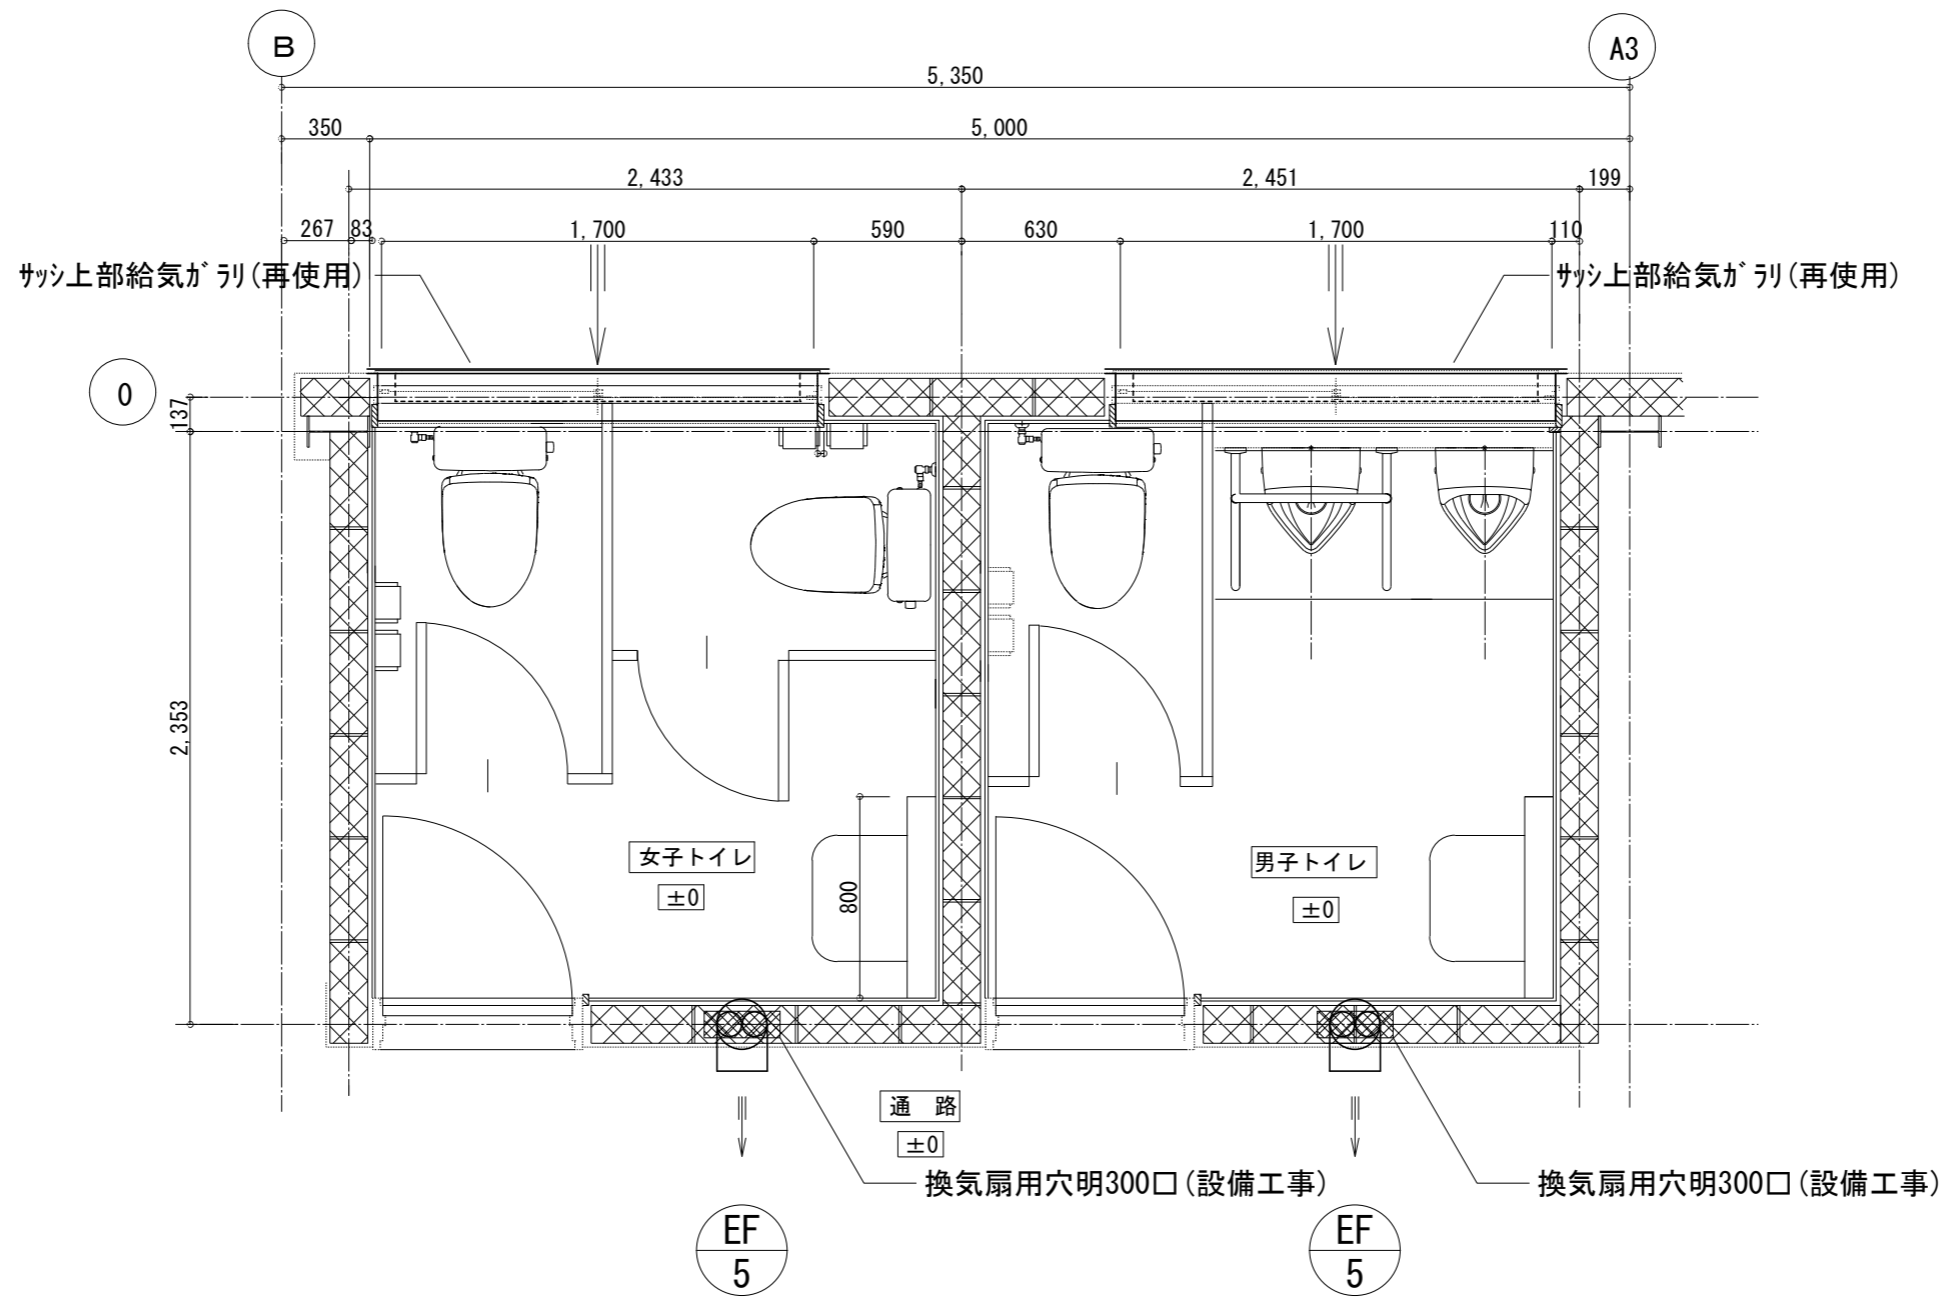 B
A3
5,350
350
5,000
2,433
2,451
199
267
83
1,700
590
630
1,700
110
ｻｯｼ上部給気ｶﾞﾗﾘ(再使用)
ｻｯｼ上部給気ｶﾞﾗﾘ(再使用)
0
137
2,353
女子トイレ
±0
800
男子トイレ
±0
通　路
±0
換気扇用穴明300□(設備工事)
換気扇用穴明300□(設備工事)
EF
5
EF
5